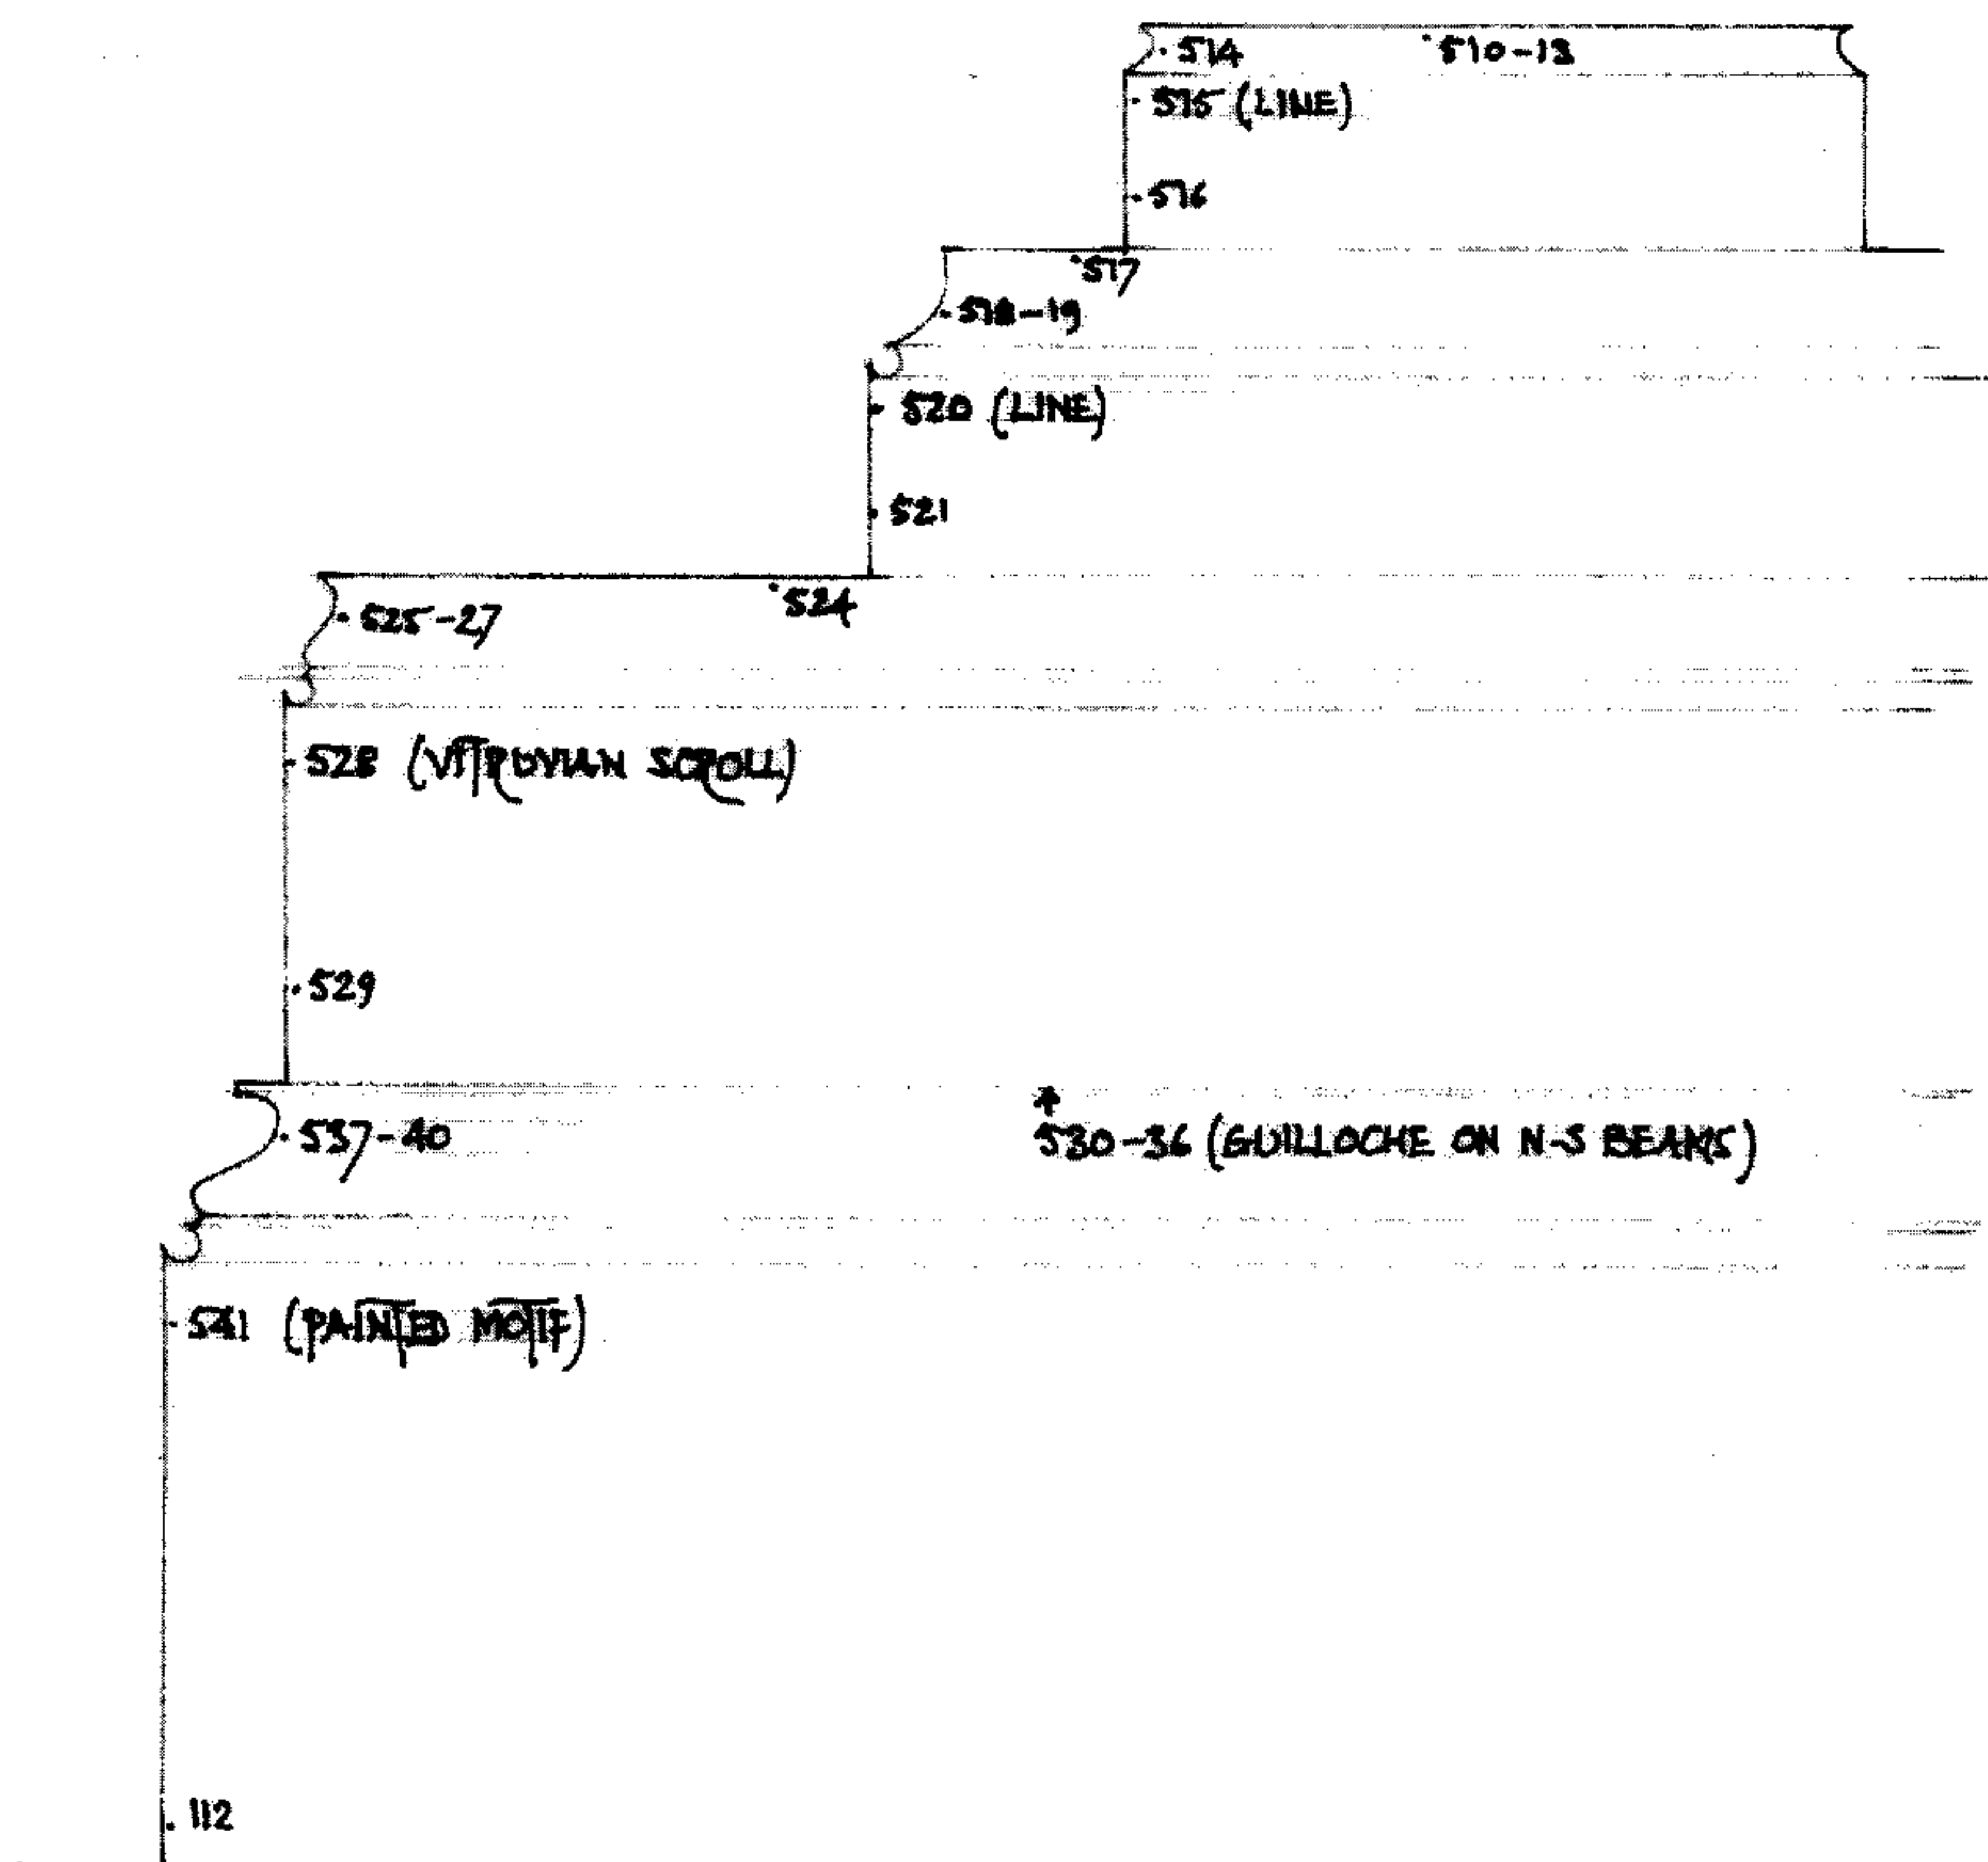 514
510-13
515 (LINE)
516
517
518-19
520 (LINE)
521
524
525-27
528 (VITRUVIAN SCROLL)
529
537-40
530-36 (GUILLOCHE ON N-S BEAMS)
541 (PAINTED MOTIF)
112